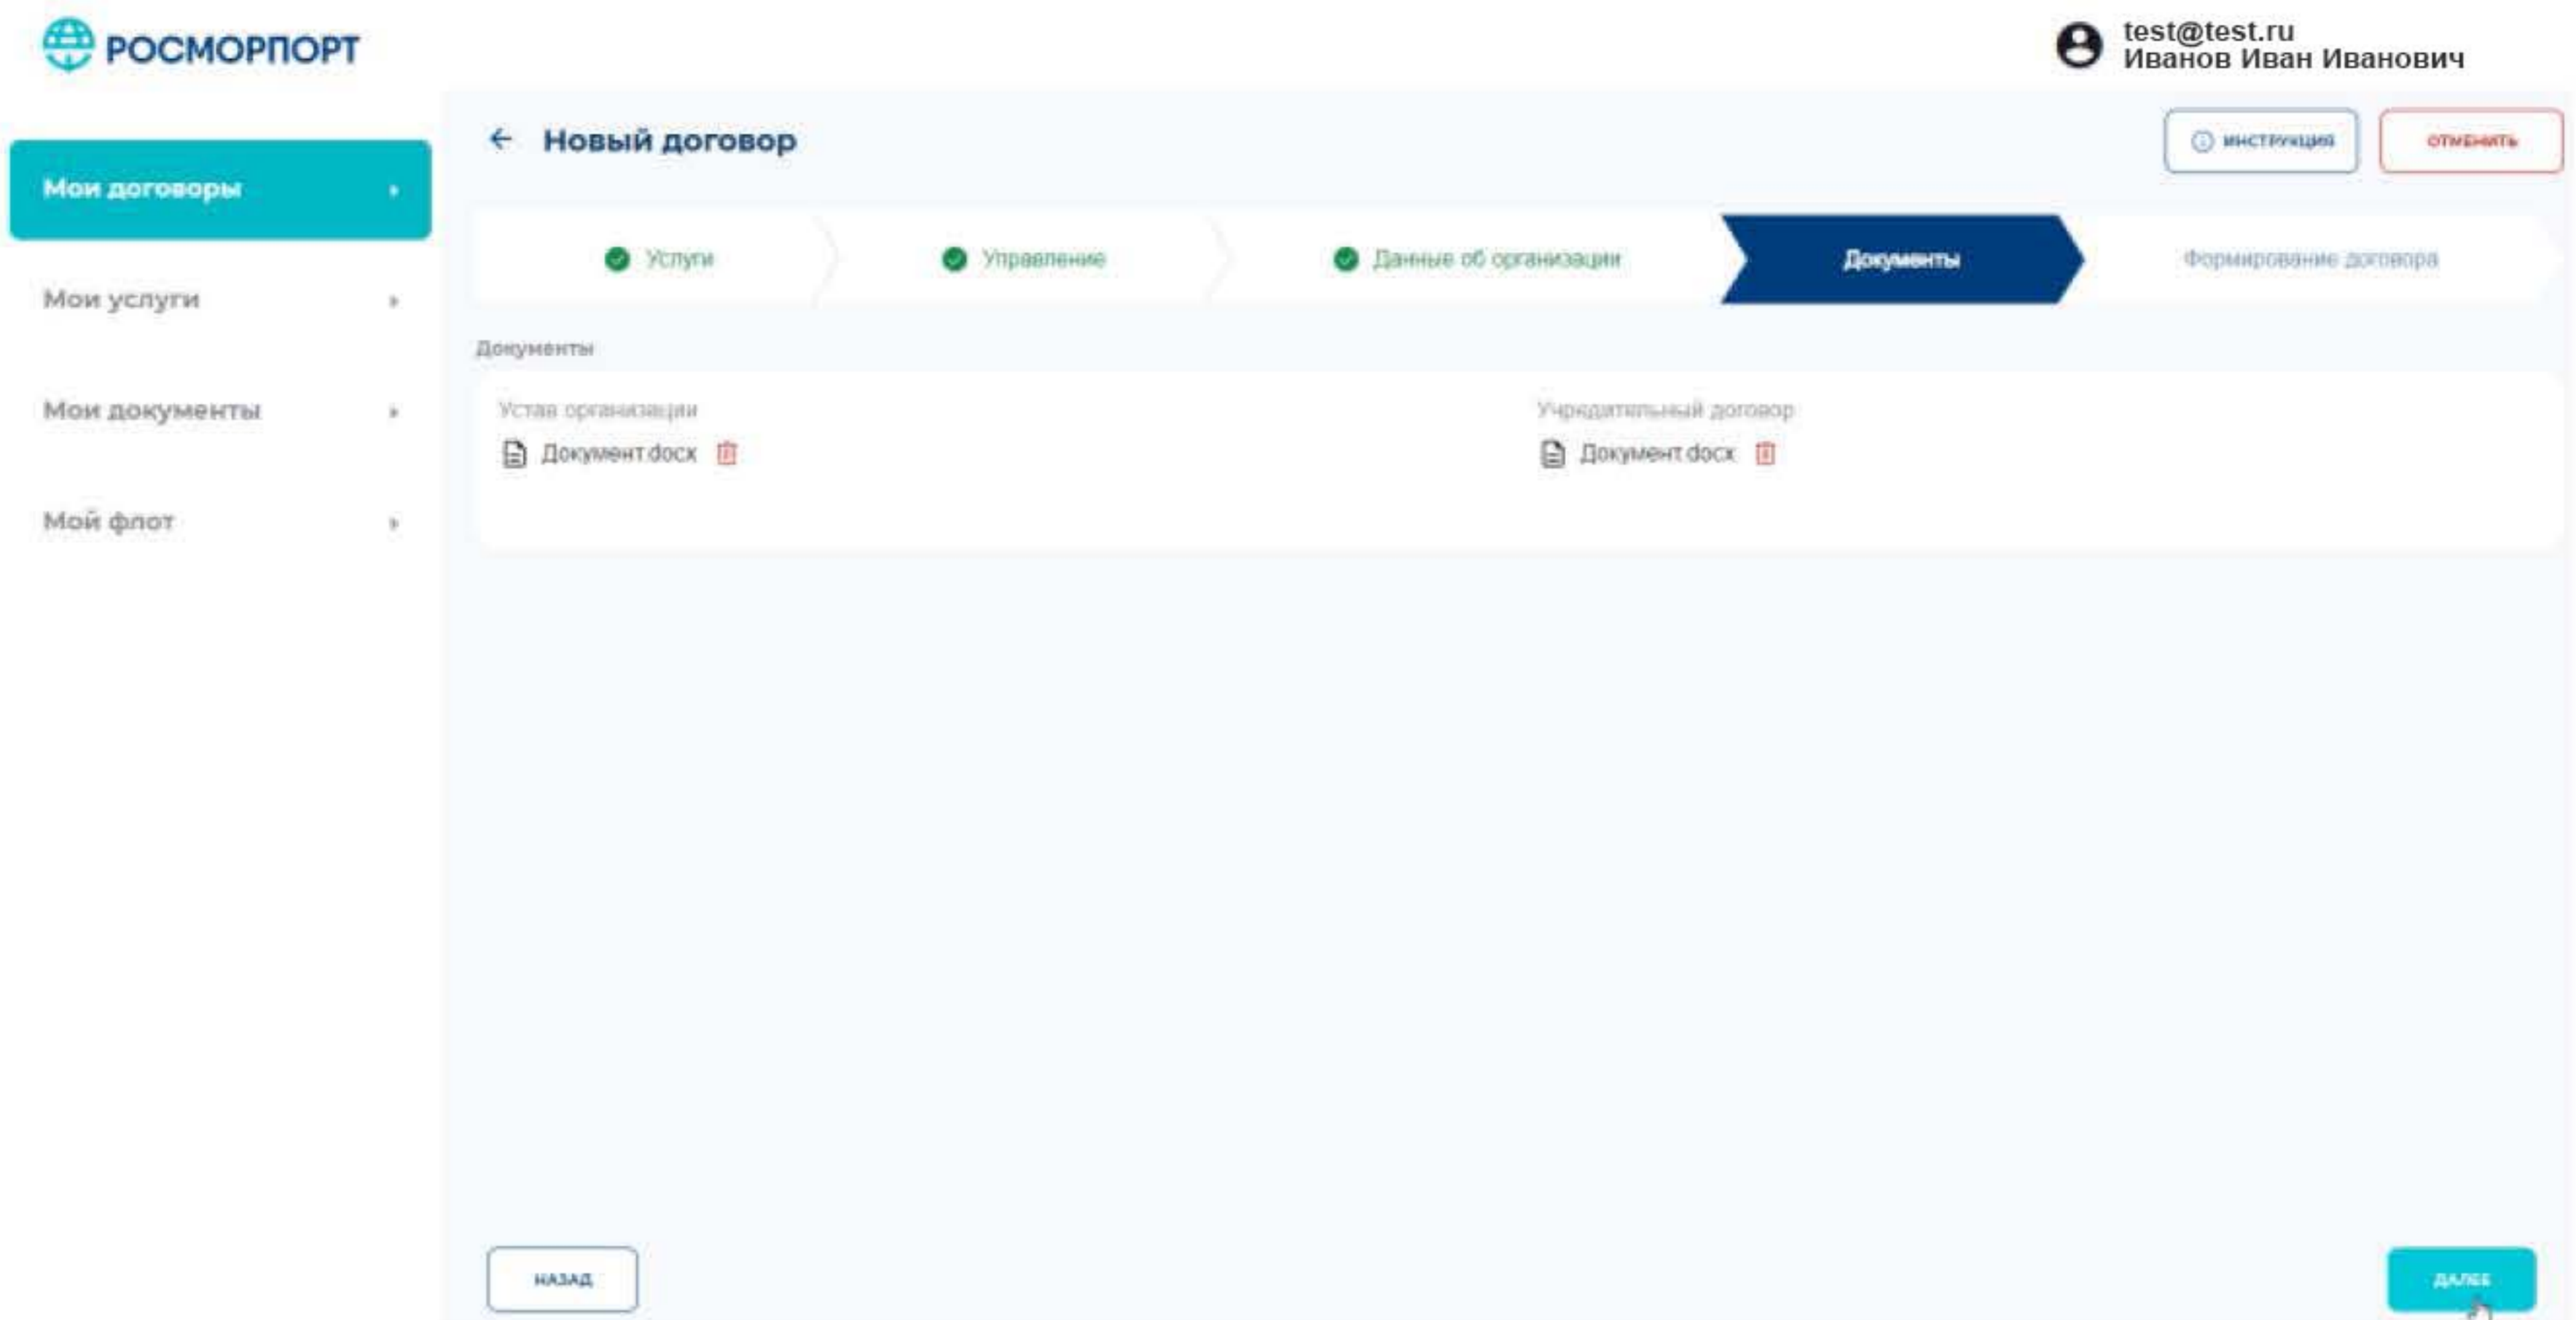 РОСМОРПОРТ
test@test.ru
Иванов Иван Иванович
Новый договор
ИНСТРУКЦИЯ
ОТМЕНИТЬ
Мои договоры
Мои услуги
Мои документы
Мой флот
Услуги
Управление
Данные об организации
Документы
Формирование договора
Документы
Устав организации
Учредительный договор
Документ.docx
Документ.docx
НАЗАД
ДАЛЕЕ